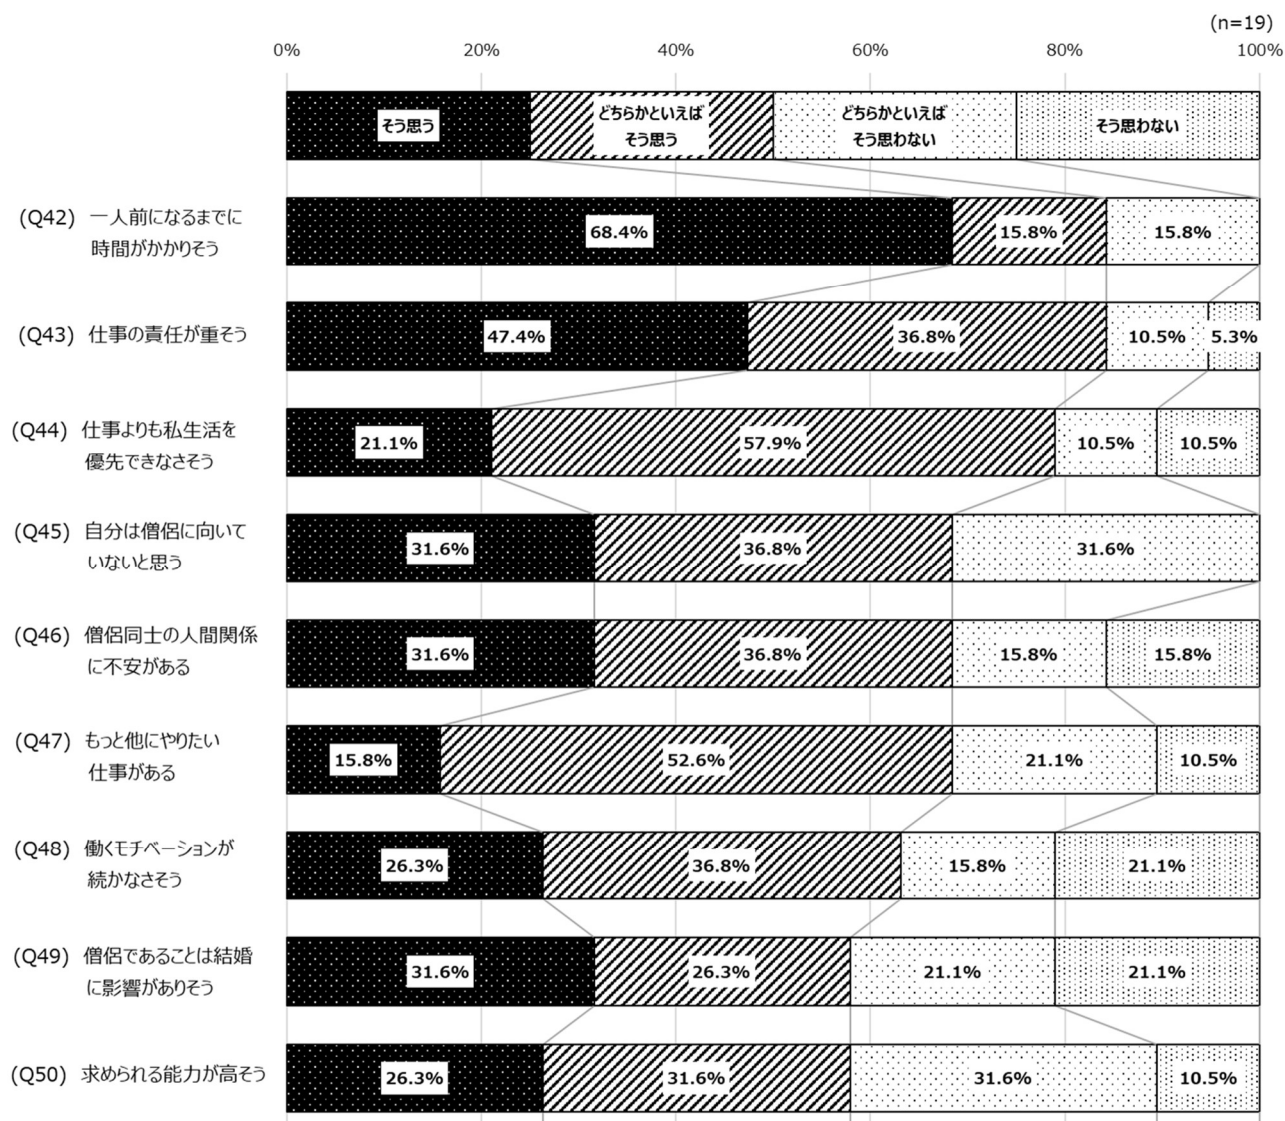 (n=19)
0% 20% 40% 60% 80% 100%
そう思う
どちらかといえば
そう思う
どちらかといえば
そう思わない
そう思わない
(Q42) 一人前になるまでに
時間がかかりそう
68.4% 15.8% 15.8%
(Q43) 仕事の責任が重そう
47.4% 36.8% 10.5% 5.3%
(Q44) 仕事よりも私生活を
優先できなさそう
21.1% 57.9% 10.5% 10.5%
(Q45) 自分は僧侶に向いて
いないと思う
31.6% 36.8% 31.6%
(Q46) 僧侶同士の人間関係
に不安がある
31.6% 36.8% 15.8% 15.8%
(Q47) もっと他にやりたい
仕事がある
15.8% 52.6% 21.1% 10.5%
(Q48) 働くモチベーションが
続かなさそう
26.3% 36.8% 15.8% 21.1%
(Q49) 僧侶であることは結婚
に影響がありそう
31.6% 26.3% 21.1% 21.1%
(Q50) 求められる能力が高そう
26.3% 31.6% 31.6% 10.5%